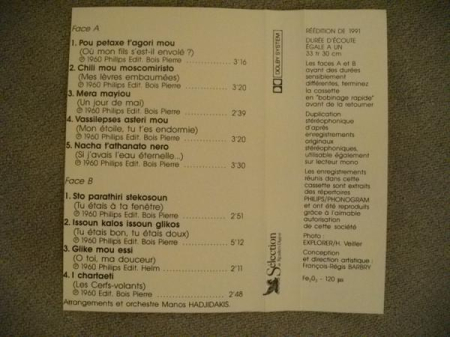 Face A
1. Pou petaxe t'agori mou
(Où mon fils s'est-il envolé ?)
℗ 1960 Philips Edit. Bois Pierre ........ 3'16
2. Chili mou moscomiristo
(Mes lèvres embaumées)
℗ 1960 Philips Edit. Bois Pierre ........ 3'20
3. Mera mayiou
(Un jour de mai)
℗ 1960 Philips Edit. Bois Pierre ........ 2'39
4. Vassilepses asteri mou
(Mon étoile, tu t'es endormie)
℗ 1960 Philips Edit. Bois Pierre ........ 3'20
5. Nacha t'athanato nero
(Si j'avais l'eau éternelle...)
℗ 1960 Philips Edit. Bois Pierre ........ 3'30
Face B
1. Sto parathiri stekosoun
(Tu étais à ta fenêtre)
℗ 1960 Philips Edit. Bois Pierre ........ 2'51
2. Issoun kalos issoun glikos
(Tu étais bon, tu étais doux)
℗ 1960 Philips Edit. Bois Pierre ........ 5'12
3. Glike mou essi
(O toi, ma douceur)
℗ 1960 Philips Edit. Helm ........ 2'11
4. I chartaeti
(Les Cerfs-volants)
℗ 1960 Edit. Bois Pierre ........ 2'48
Arrangements et orchestre Manos HADJIDAKIS.
DOLBY SYSTEM
Sélection
RÉÉDITION DE 1991
DURÉE D'ÉCOUTE
ÉGALE A UN
33 t 30 cm
Les faces A et B
ayant des durées
sensiblement
différentes, terminez
la cassette
en "bobinage rapide"
avant de la retourner
Duplication
stéréophonique
d'après
enregistrements
originaux
stéréophoniques,
utilisable également
sur lecteur mono
Les enregistrements
réunis dans cette
cassette sont extraits
des répertoires
PHILIPS/PHONOGRAM
et ont été reproduits
grâce à l'aimable
autorisation
de cette société
Photo :
EXPLORER/H. Veiller
Conception
et direction artistique :
François-Régis BARBRY
Fe₂O₃ - 120 µs